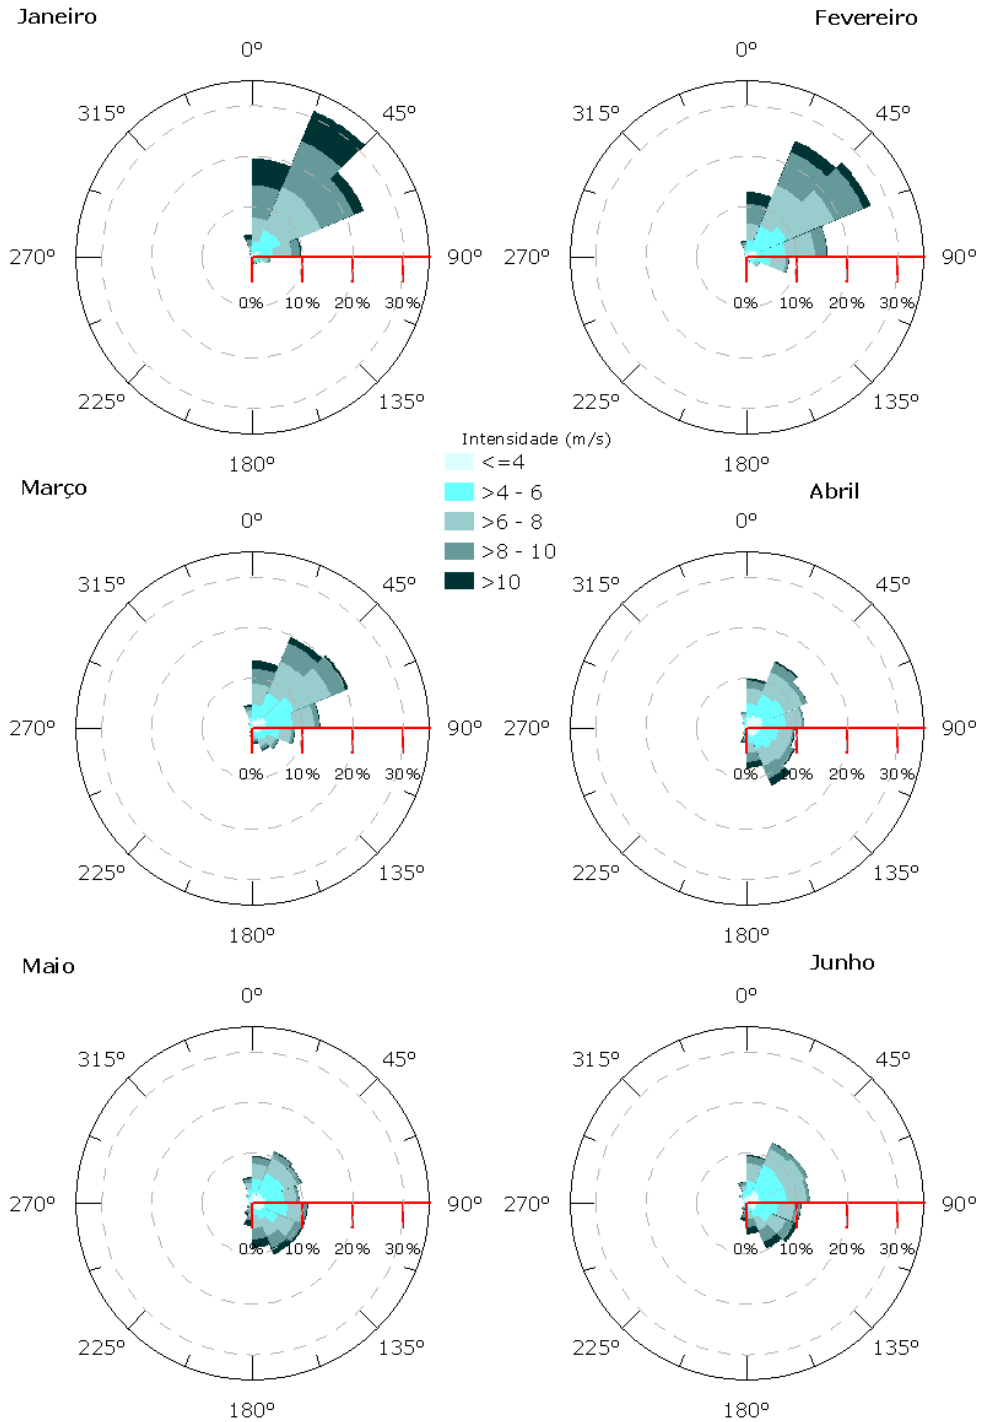 Janeiro
0º
315º
45º
270º
90º
0% 10% 20% 30%
225º
135º
180º
Fevereiro
0º
315º
45º
270º
90º
0% 10% 20% 30%
225º
135º
180º
Intensidade (m/s)
<=4
>4 - 6
>6 - 8
>8 - 10
>10
Março
0º
315º
45º
270º
90º
0% 10% 20% 30%
225º
135º
180º
Abril
0º
315º
45º
270º
90º
0% 10% 20% 30%
225º
135º
180º
Maio
0º
315º
45º
270º
90º
0% 10% 20% 30%
225º
135º
180º
Junho
0º
315º
45º
270º
90º
0% 10% 20% 30%
225º
135º
180º